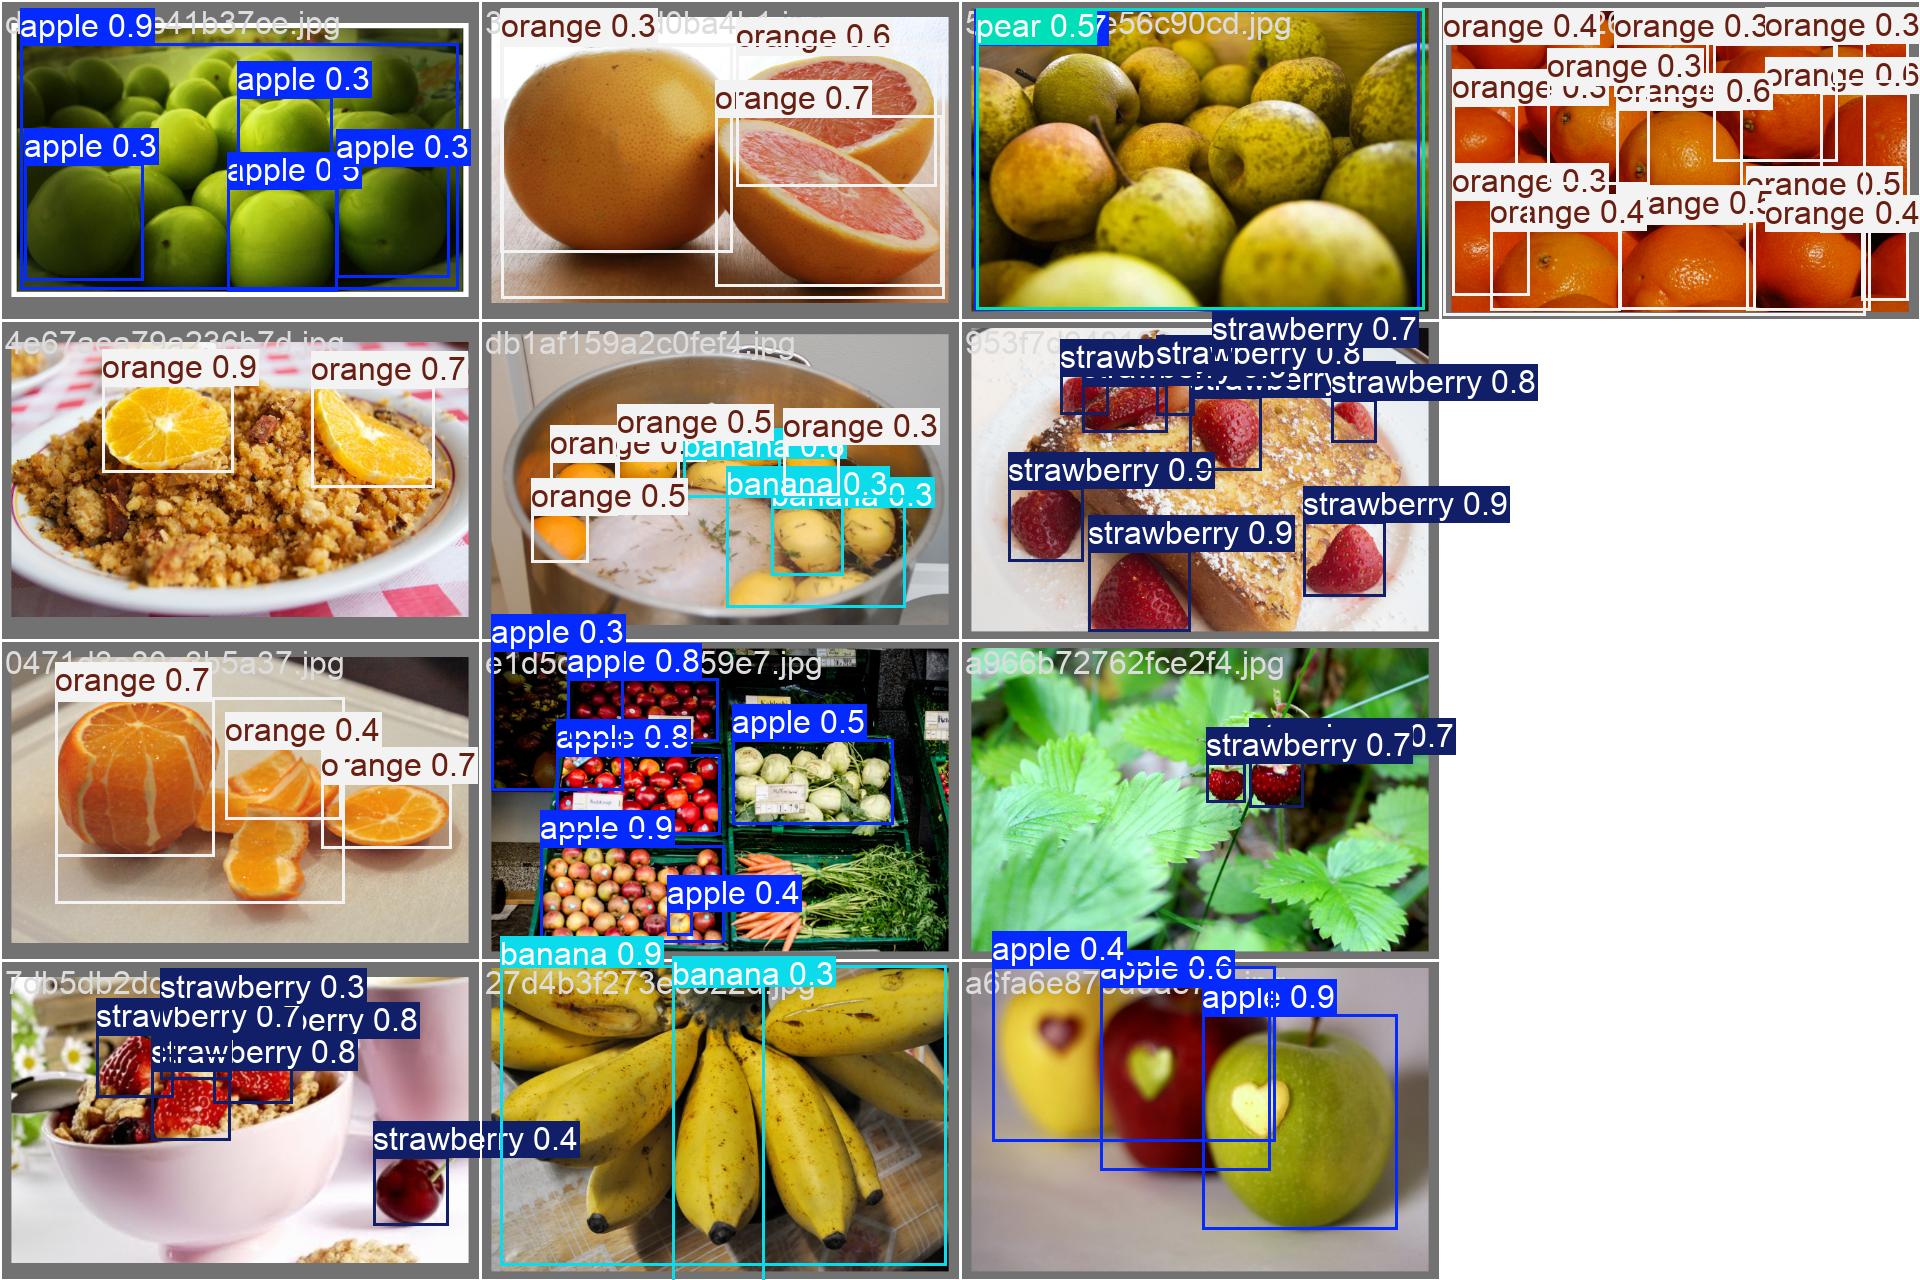 apple 0.9
apple 0.3
apple 0.3
apple 0.3
apple 0.5
orange 0.3
orange 0.6
orange 0.7
e56c90cd.jpg
pear 0.5
orange 0.4
orange 0.3
orange 0.3
orange 0.3
orange 0.6
orange 0.3
orange 0.6
orange 0.3
orange 0.5
orange 0.4
orange 0.4
orange 0.9
orange 0.7
db1af159a2c0fef4.jpg
orange 0.5
orange 0.3
banana 0.6
banana 0.3
banana 0.3
orange 0.5
strawberry 0.7
strawberry 0.8
strawberry 0.8
strawberry 0.9
strawberry 0.9
strawberry 0.9
orange 0.7
orange 0.4
orange 0.7
59e7.jpg
apple 0.3
apple 0.8
apple 0.5
apple 0.8
apple 0.9
apple 0.4
a966b72762fce2f4.jpg
strawberry 0.7
0.7
7db5db2dc
strawberry 0.3
strawberry 0.7
berry 0.8
strawberry 0.8
strawberry 0.4
27d4b3f273e
banana 0.9
banana 0.3
a6fa6e87
apple 0.4
apple 0.6
apple 0.9